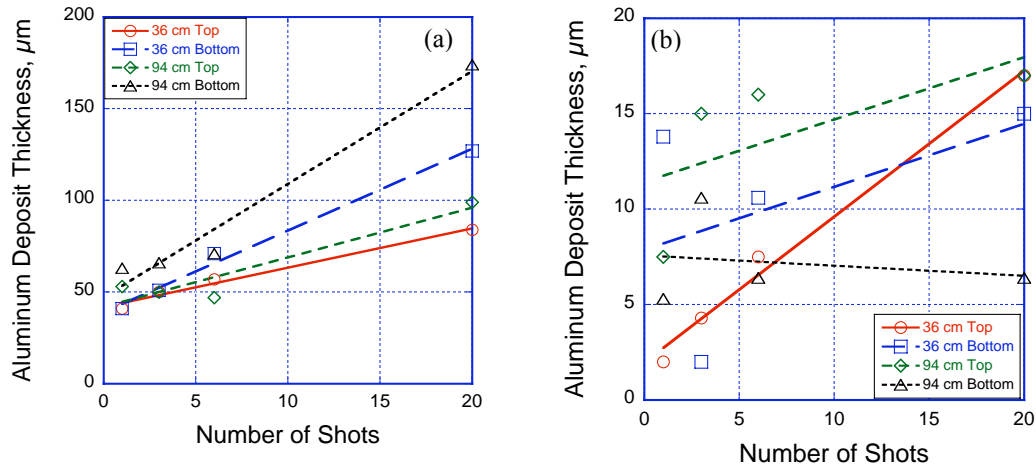 Aluminum Deposit Thickness, µm
200
150
100
50
0
36 cm Top
36 cm Bottom
94 cm Top
94 cm Bottom
(a)
0 5 10 15 20
Number of Shots
Aluminum Deposit Thickness, µm
20
15
10
5
0
(b)
36 cm Top
36 cm Bottom
94 cm Top
94 cm Bottom
0 5 10 15 20
Number of Shots